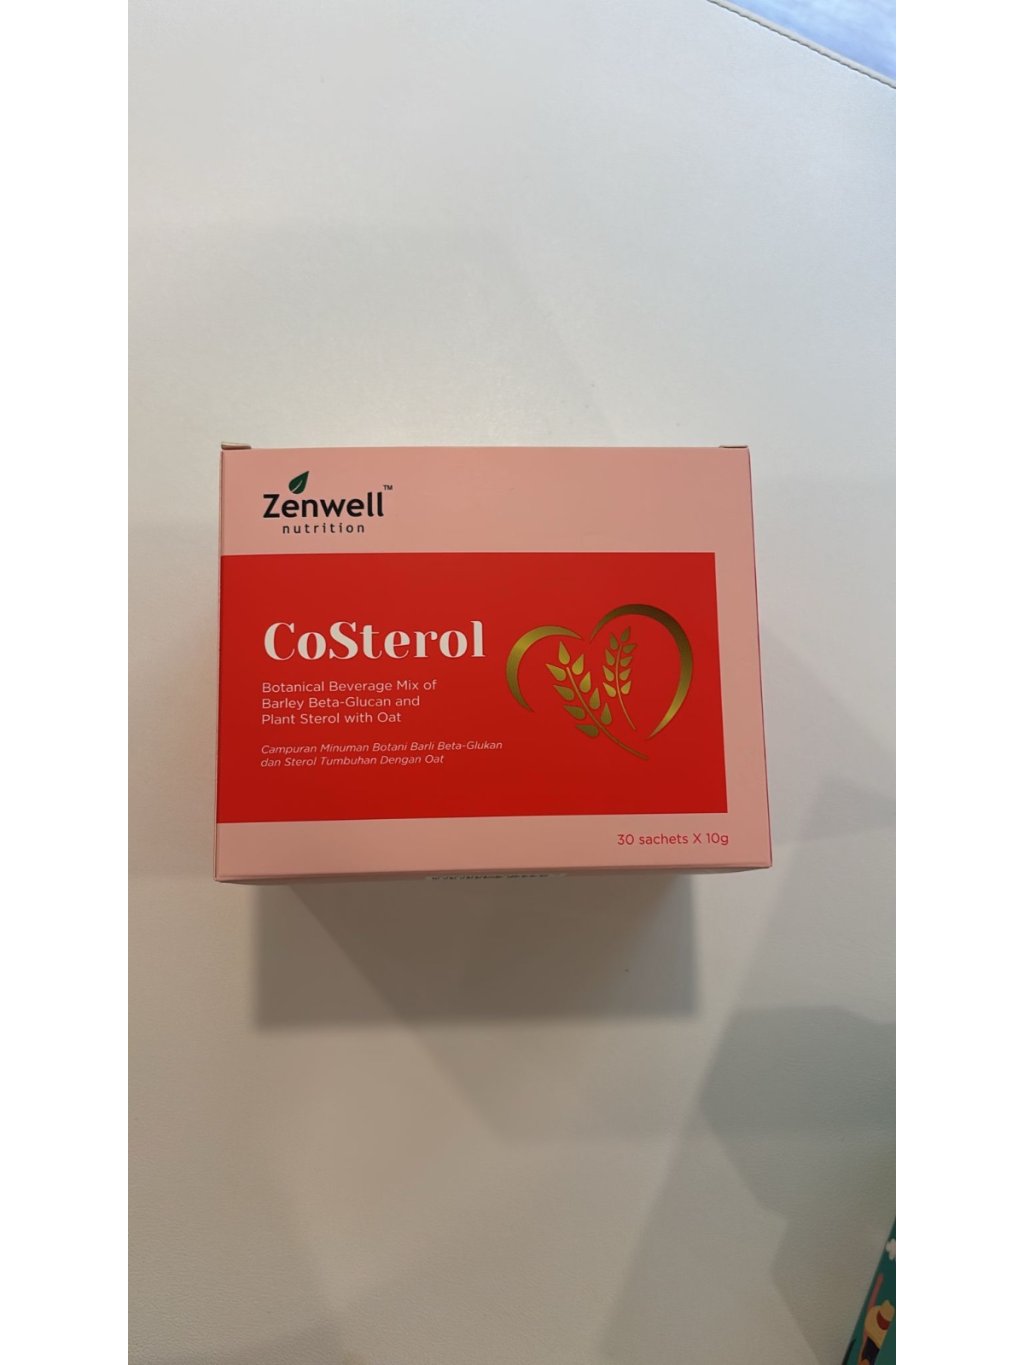 Zenwell™
nutrition
CoSterol
Botanical Beverage Mix of
Barley Beta-Glucan and
Plant Sterol with Oat
Campuran Minuman Botani Barli Beta-Glukan
dan Sterol Tumbuhan Dengan Oat
30 sachets X 10g